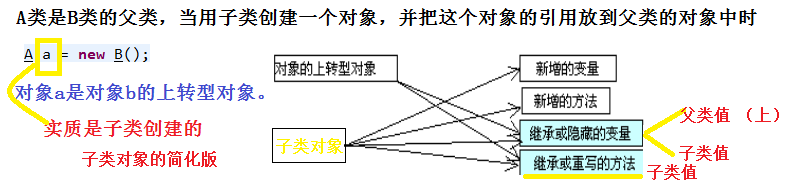 A类是B类的父类，当用子类创建一个对象，并把这个对象的引用放到父类的对象中时
A a = new B();
对象a是对象b的上转型对象。
实质是子类创建的
子类对象的简化版
对象的上转型对象
子类对象
新增的变量
新增的方法
继承或隐藏的变量
继承或重写的方法
父类值 （上）
子类值
子类值